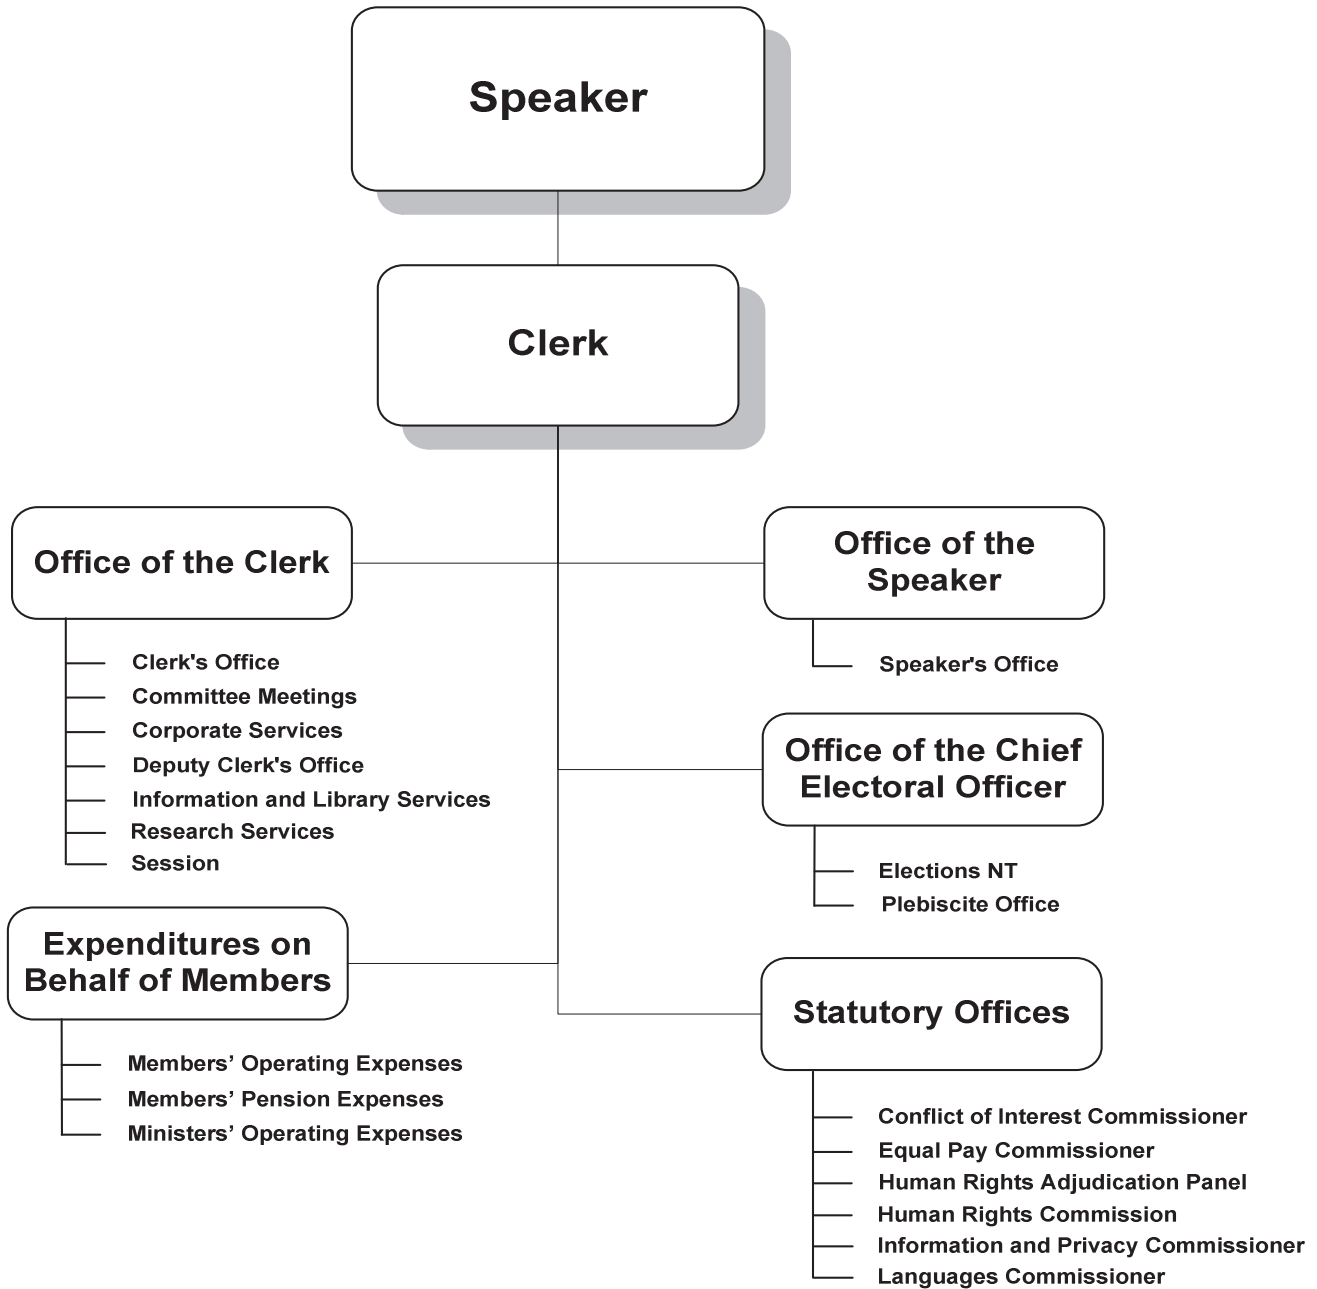 Speaker
Clerk
Office of the Clerk
Clerk's Office
Committee Meetings
Corporate Services
Deputy Clerk's Office
Information and Library Services
Research Services
Session
Expenditures on
Behalf of Members
Members’ Operating Expenses
Members’ Pension Expenses
Ministers’ Operating Expenses
Office of the
Speaker
Speaker's Office
Office of the Chief
Electoral Officer
Elections NT
Plebiscite Office
Statutory Offices
Conflict of Interest Commissioner
Equal Pay Commissioner
Human Rights Adjudication Panel
Human Rights Commission
Information and Privacy Commissioner
Languages Commissioner